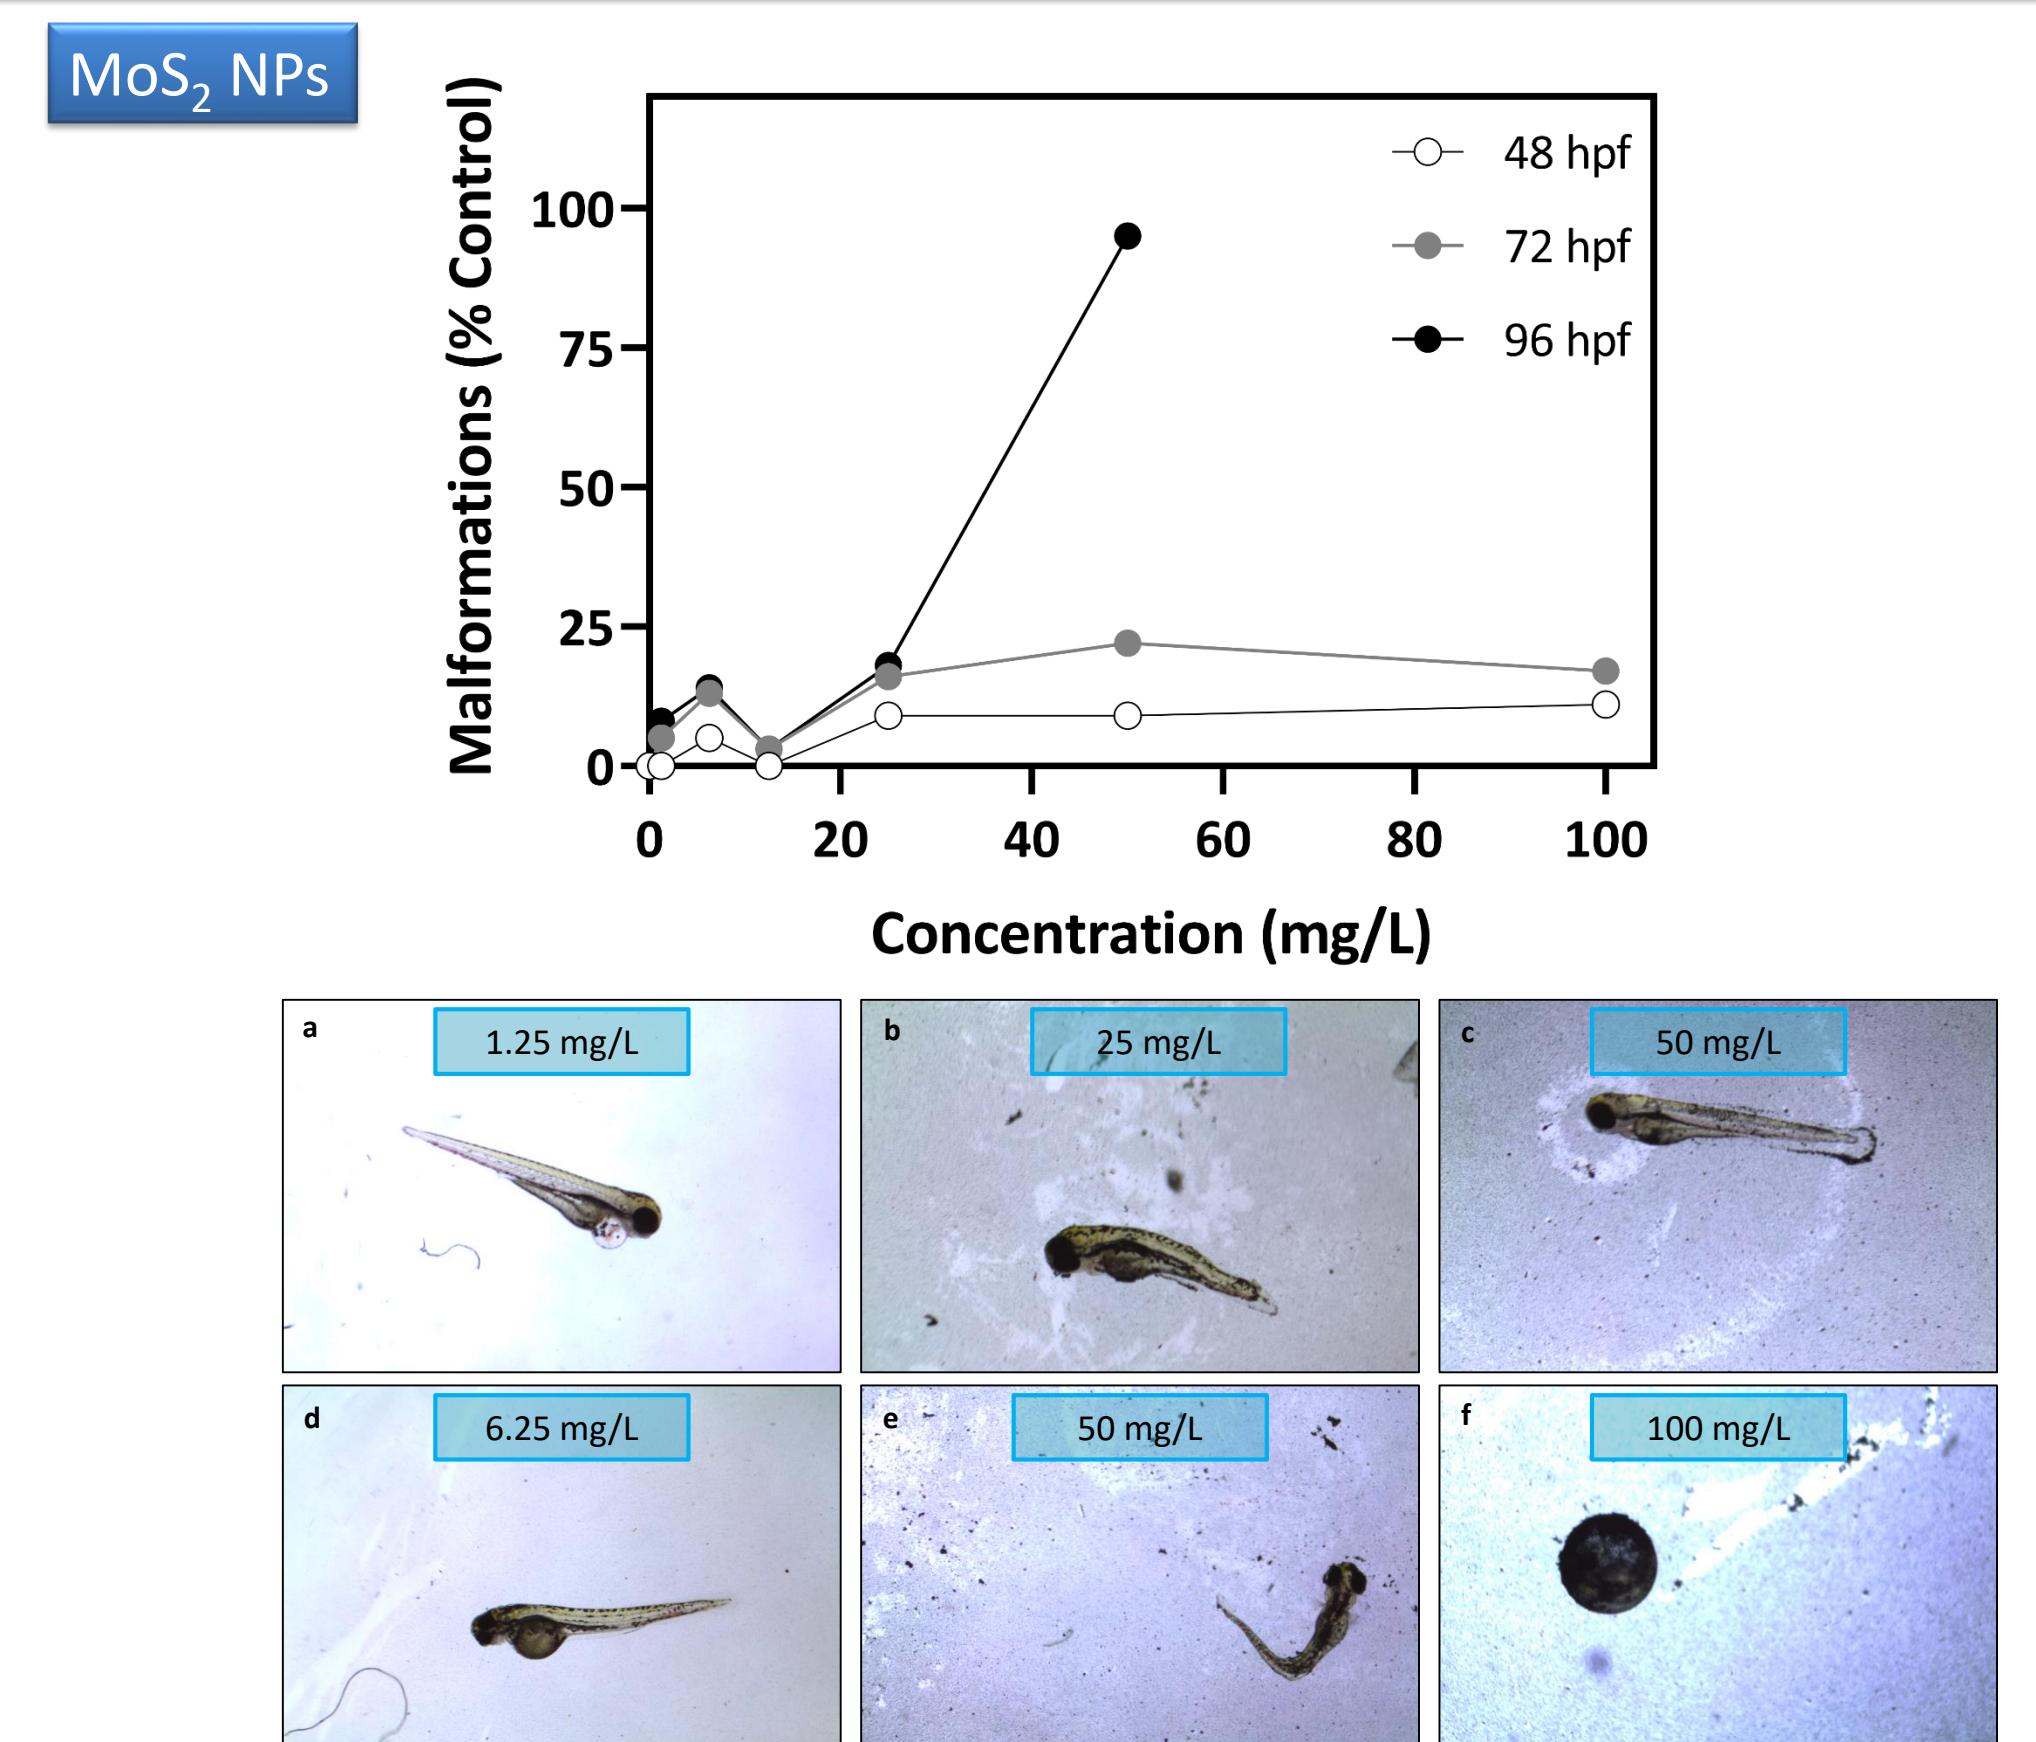 MoS₂ NPs
Malformations (% Control)
100
75
50
25
0
48 hpf
72 hpf
96 hpf
0 20 40 60 80 100
Concentration (mg/L)
a 1.25 mg/L
b 25 mg/L
c 50 mg/L
d 6.25 mg/L
e 50 mg/L
f 100 mg/L